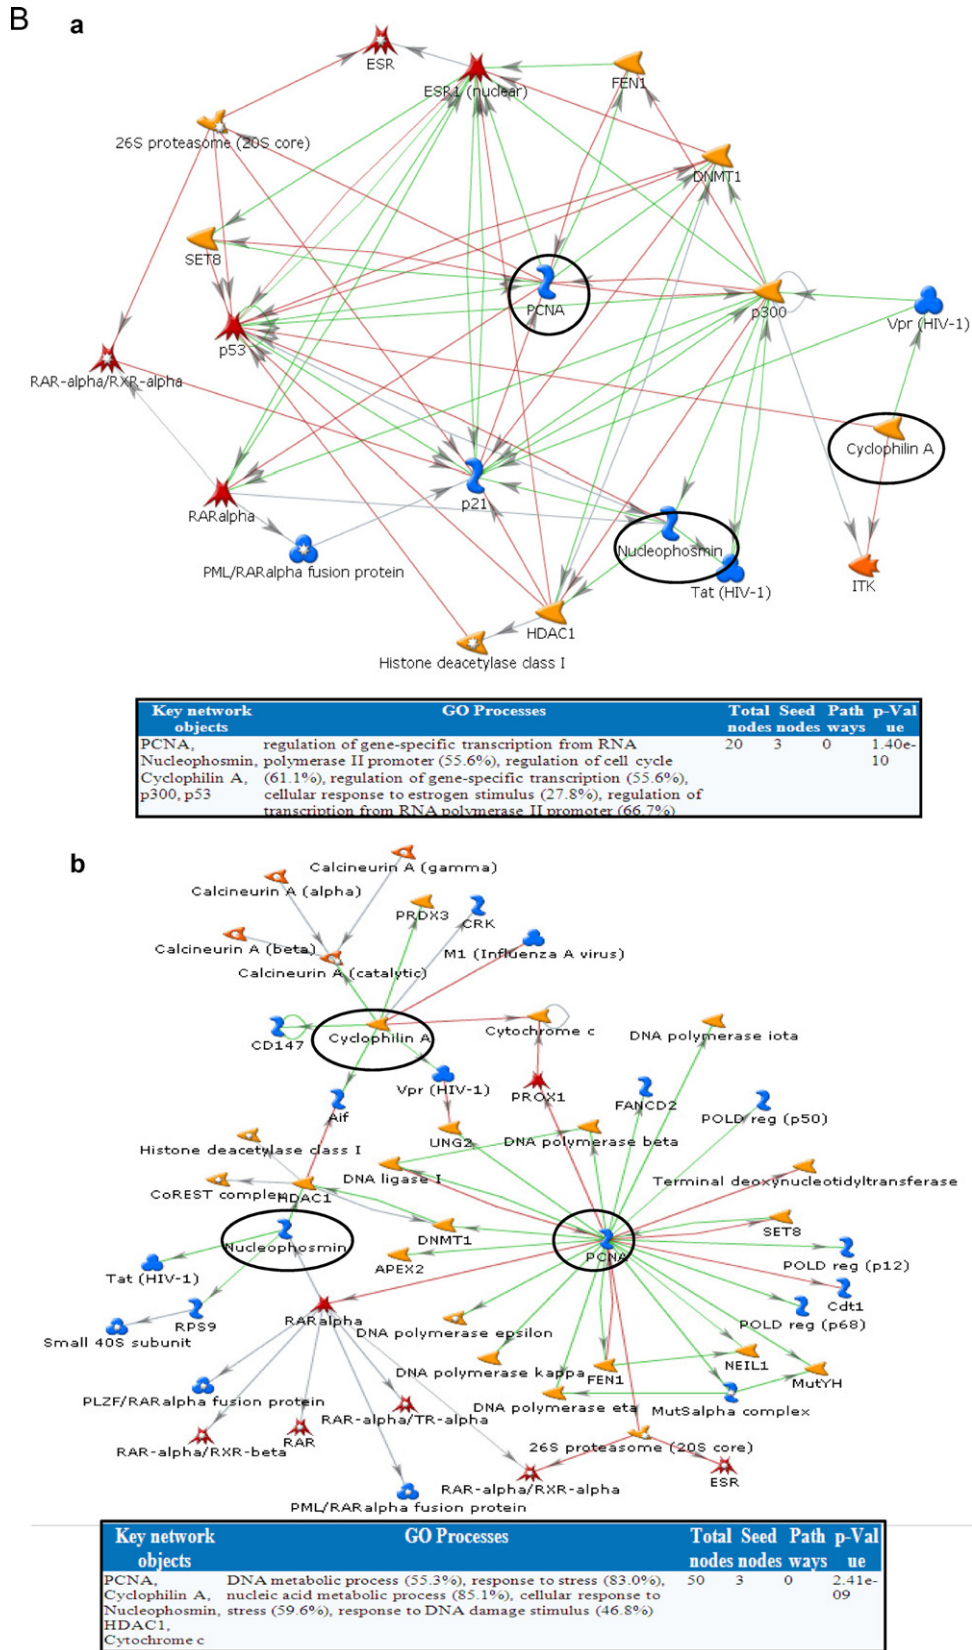 B
a
ESR
ESR1 (nuclear)
FEN1
26S proteasome (20S core)
DNMT1
SET8
PCNA
p300
Vpr (HIV-1)
p53
RAR-alpha/RXR-alpha
Cyclophilin A
RARalpha
p21
Nucleophosmin
PML/RARalpha fusion protein
Tat (HIV-1)
ITK
HDAC1
Histone deacetylase class I
Key network GO Processes Total Seed Path p-Val
objects nodes nodes ways ue
PCNA, regulation of gene-specific transcription from RNA 20 3 0 1.40e-
Nucleophosmin, polymerase II promoter (55.6%), regulation of cell cycle 10
Cyclophilin A, (61.1%), regulation of gene-specific transcription (55.6%),
p300, p53 cellular response to estrogen stimulus (27.8%), regulation of
transcription from RNA polymerase II promoter (66.7%)
b
Calcineurin A (gamma)
Calcineurin A (alpha)
PRDX3
CRK
Calcineurin A (beta)
M1 (Influenza A virus)
Calcineurin A (catalytic)
Cytochrome c
DNA polymerase iota
CD147
Cyclophilin A
Vpr (HIV-1)
PROX1
FANCD2
POLD reg (p50)
Aif
UNG2
DNA polymerase beta
Histone deacetylase class I
DNA ligase I
Terminal deoxynucleotidyltransferase
CoREST complex
HDAC1
DNMT1
SET8
Nucleophosmin
PCNA
APEX2
POLD reg (p12)
Tat (HIV-1)
Cdt1
RPS9
RARalpha
POLD reg (p68)
Small 40S subunit
DNA polymerase epsilon
NEIL1
DNA polymerase kappa
FEN1
MutYH
PLZF/RARalpha fusion protein
DNA polymerase eta
MutSalpha complex
RAR-alpha/TR-alpha
RAR
RAR-alpha/RXR-beta
26S proteasome (20S core)
ESR
RAR-alpha/RXR-alpha
PML/RARalpha fusion protein
Key network GO Processes Total Seed Path p-Val
objects nodes nodes ways ue
PCNA, DNA metabolic process (55.3%), response to stress (83.0%), 50 3 0 2.41e-
Cyclophilin A, nucleic acid metabolic process (85.1%), cellular response to 09
Nucleophosmin, stress (59.6%), response to DNA damage stimulus (46.8%)
HDAC1,
Cytochrome c